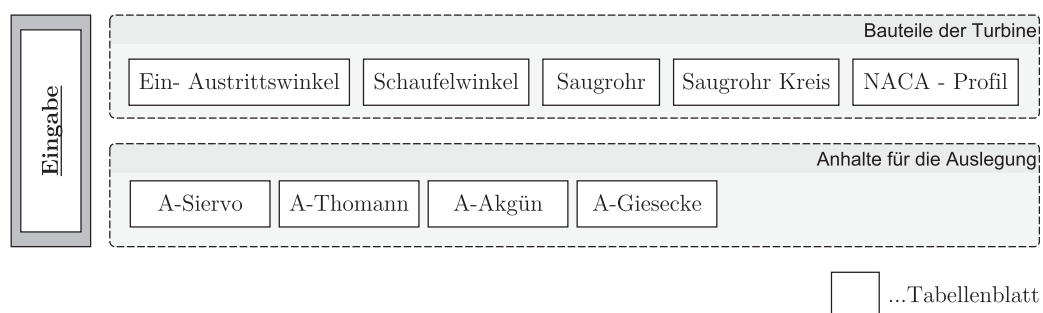 Eingabe
Bauteile der Turbine
Ein- Austrittswinkel
Schaufelwinkel
Saugrohr
Saugrohr Kreis
NACA - Profil
Anhalte für die Auslegung
A-Siervo
A-Thomann
A-Akgün
A-Giesecke
...Tabellenblatt